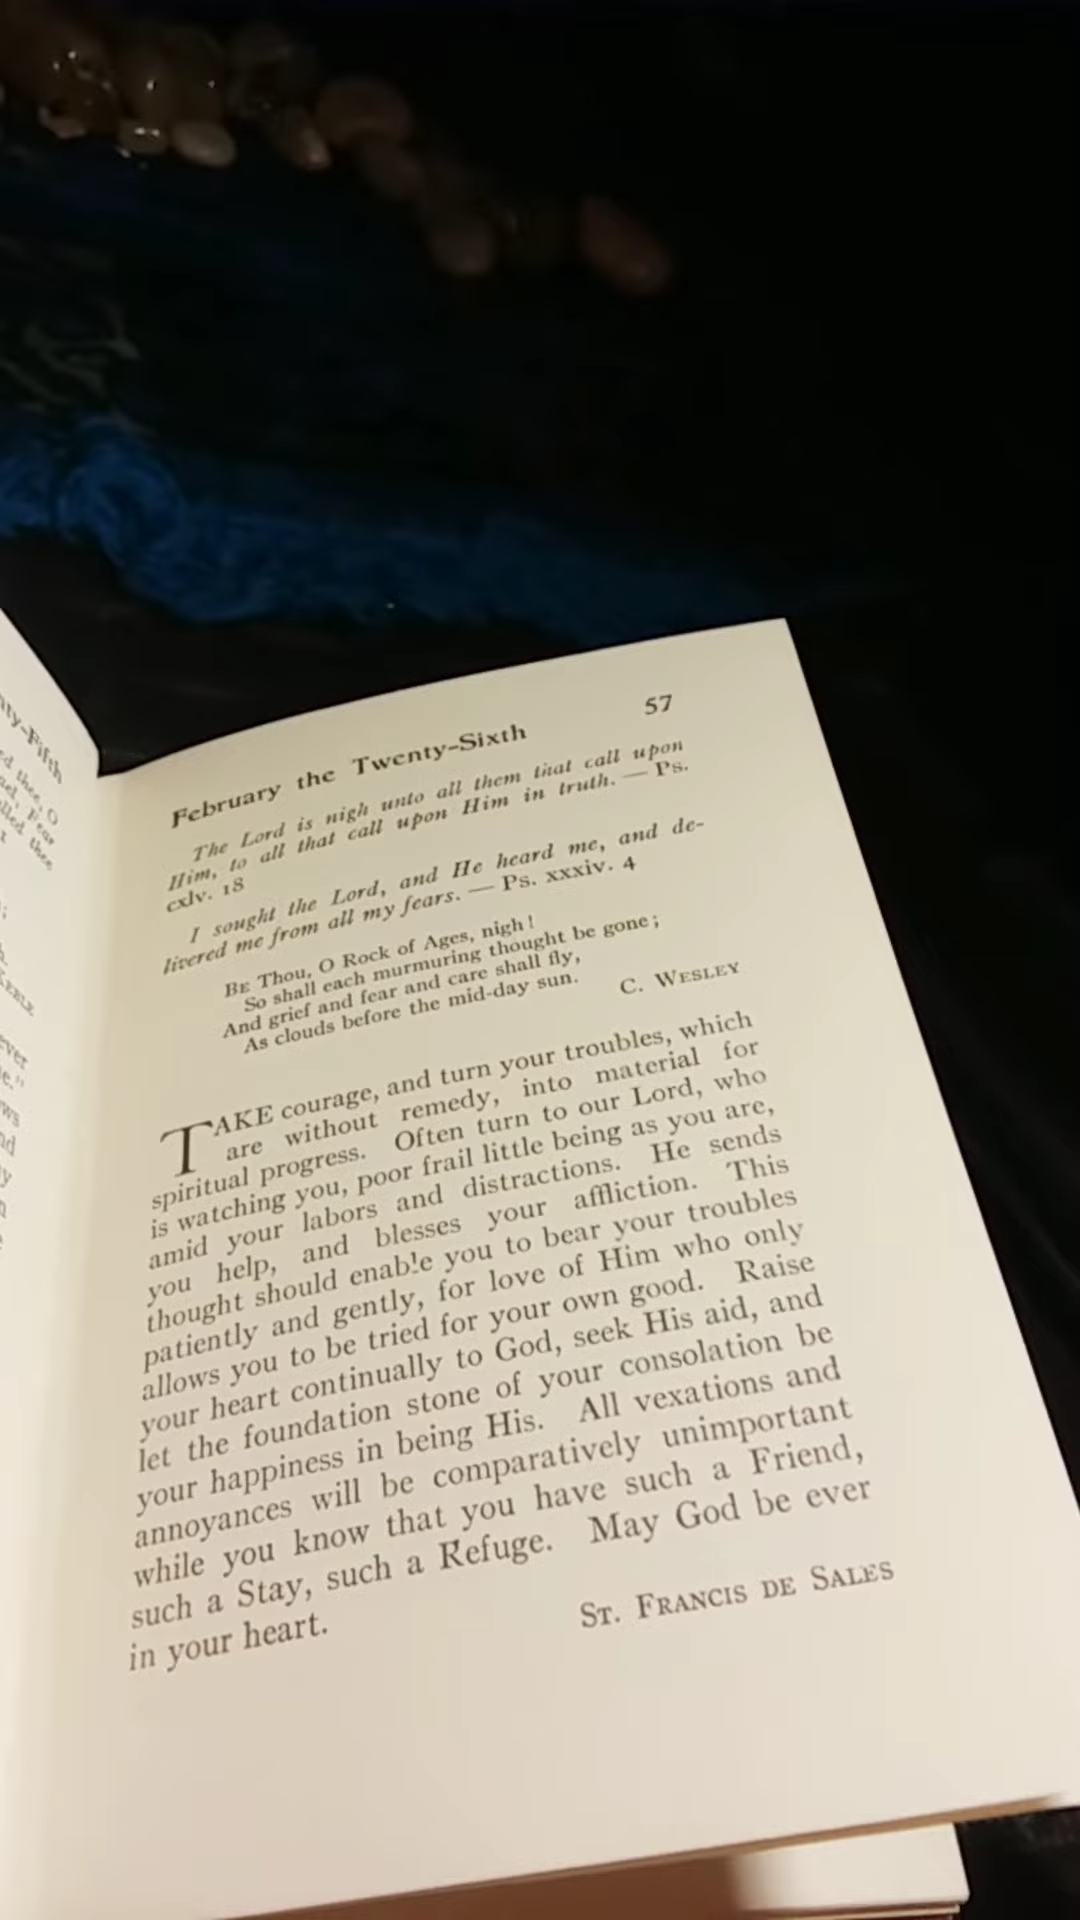 nty-Fifth
ed thee, O
ael, Fear
lled thee
KEBLE
ever
57
February the Twenty-Sixth
The Lord is nigh unto all them that call upon
Him, to all that call upon Him in truth. — Ps.
cxlv. 18
I sought the Lord, and He heard me, and de-
livered me from all my fears. — Ps. xxxiv. 4
BE Thou, O Rock of Ages, nigh!
So shall each murmuring thought be gone;
And grief and fear and care shall fly,
As clouds before the mid-day sun.
C. WESLEY
TAKE courage, and turn your troubles, which
are without remedy, into material for
spiritual progress. Often turn to our Lord, who
is watching you, poor frail little being as you are,
amid your labors and distractions. He sends
you help, and blesses your affliction. This
thought should enable you to bear your troubles
patiently and gently, for love of Him who only
allows you to be tried for your own good. Raise
your heart continually to God, seek His aid, and
let the foundation stone of your consolation be
your happiness in being His. All vexations and
annoyances will be comparatively unimportant
while you know that you have such a Friend,
such a Stay, such a Refuge. May God be ever
in your heart.
ST. FRANCIS DE SALES